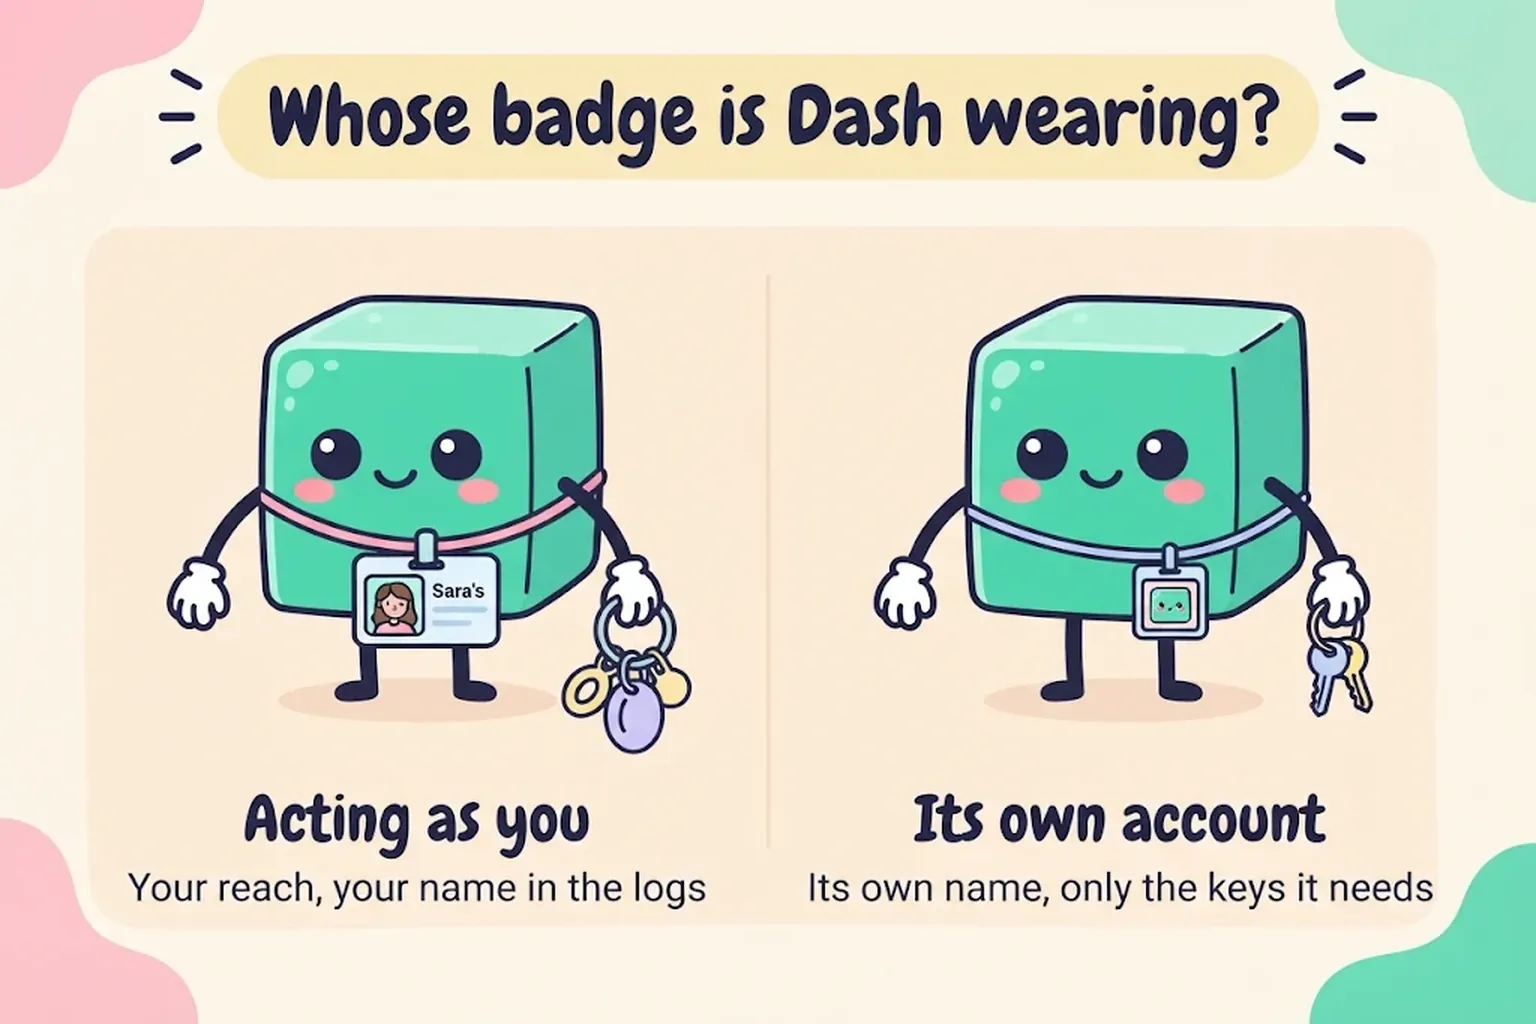 Whose badge is Dash wearing?
Sara's
Acting as you
Your reach, your name in the logs
Its own account
Its own name, only the keys it needs